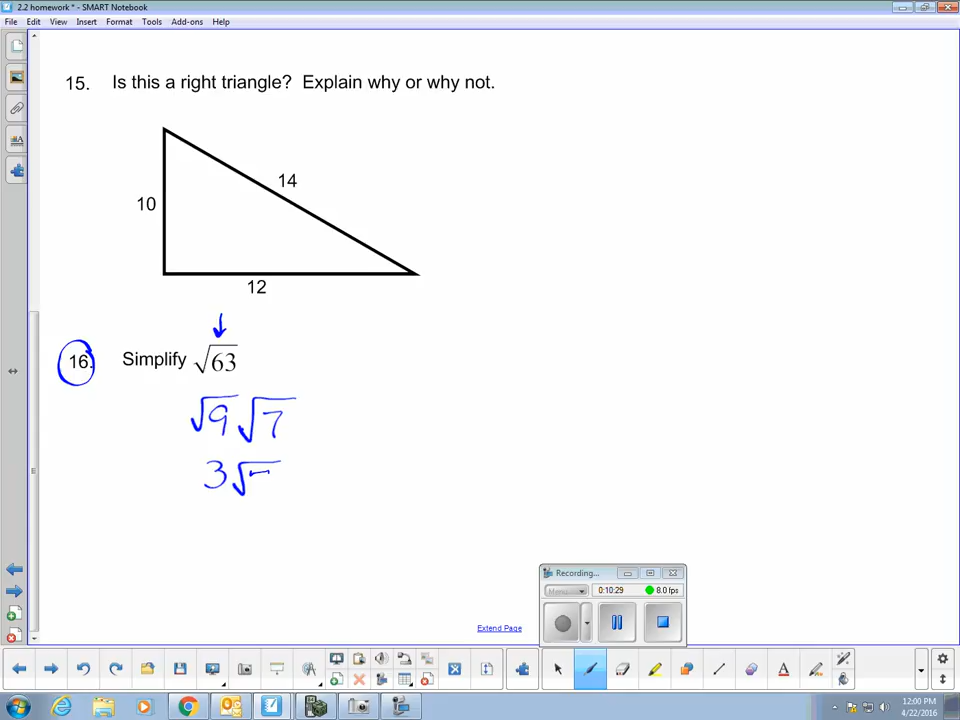 2.2 homework * - SMART Notebook
File Edit View Insert Format Tools Add-ons Help
15. Is this a right triangle? Explain why or why not.
14
10
12
16. Simplify √63
√9 √7
3√
Recording...
Menu
0:10:29 8.0 fps
Extend Page
12:00 PM
4/22/2016